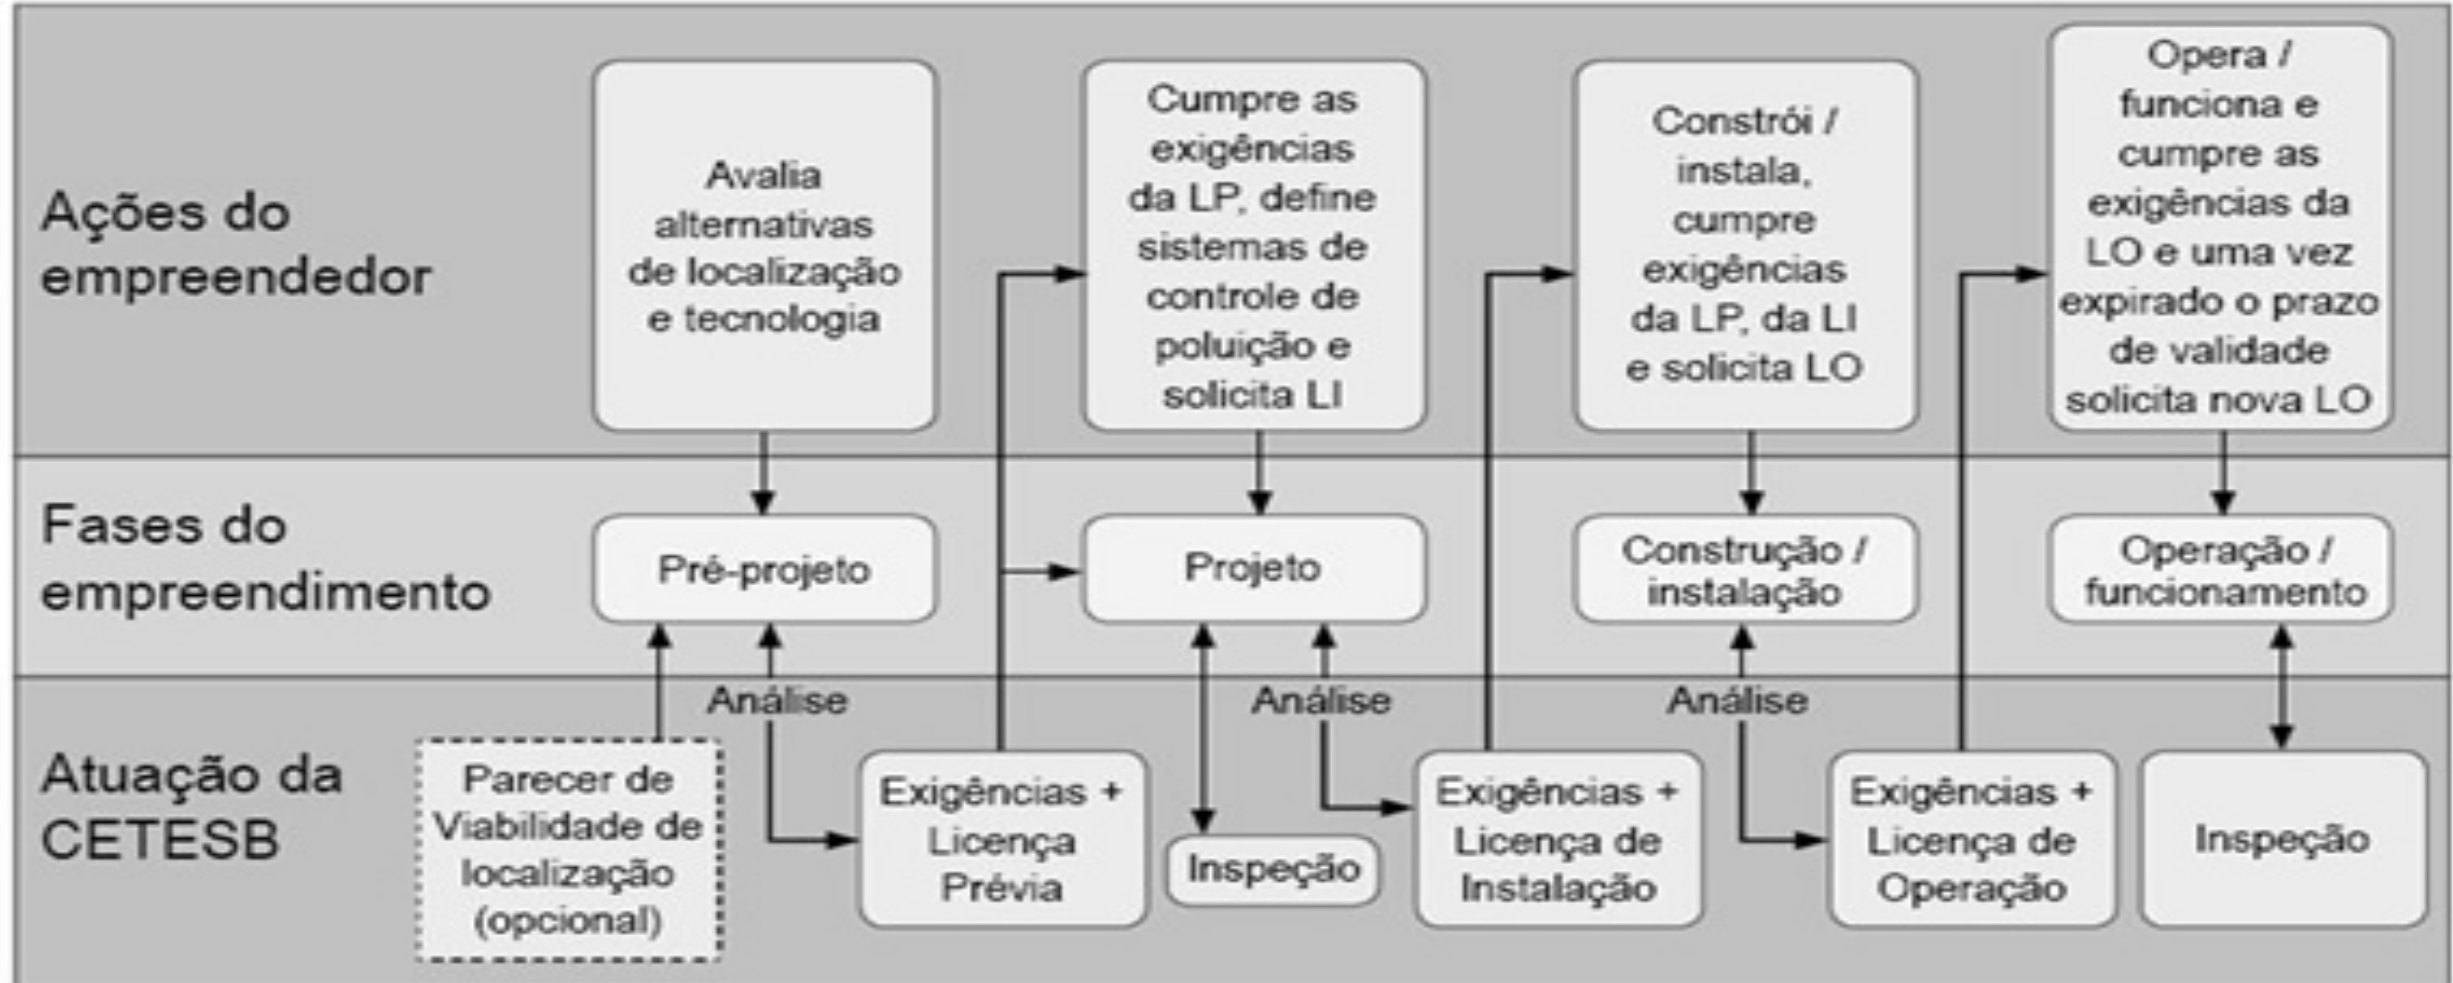 Ações do
empreendedor
Avalia
alternativas
de localização
e tecnologia
Cumpre as
exigências
da LP, define
sistemas de
controle de
poluição e
solicita LI
Constrói /
instala,
cumpre
exigências
da LP, da LI
e solicita LO
Opera /
funciona e
cumpre as
exigências da
LO e uma vez
expirado o prazo
de validade
solicita nova LO
Fases do
empreendimento
Pré-projeto
Projeto
Construção /
instalação
Operação /
funcionamento
Atuação da
CETESB
Parecer de
Viabilidade de
localização
(opcional)
Análise
Exigências +
Licença
Prévia
Inspeção
Análise
Exigências +
Licença de
Instalação
Análise
Exigências +
Licença de
Operação
Inspeção